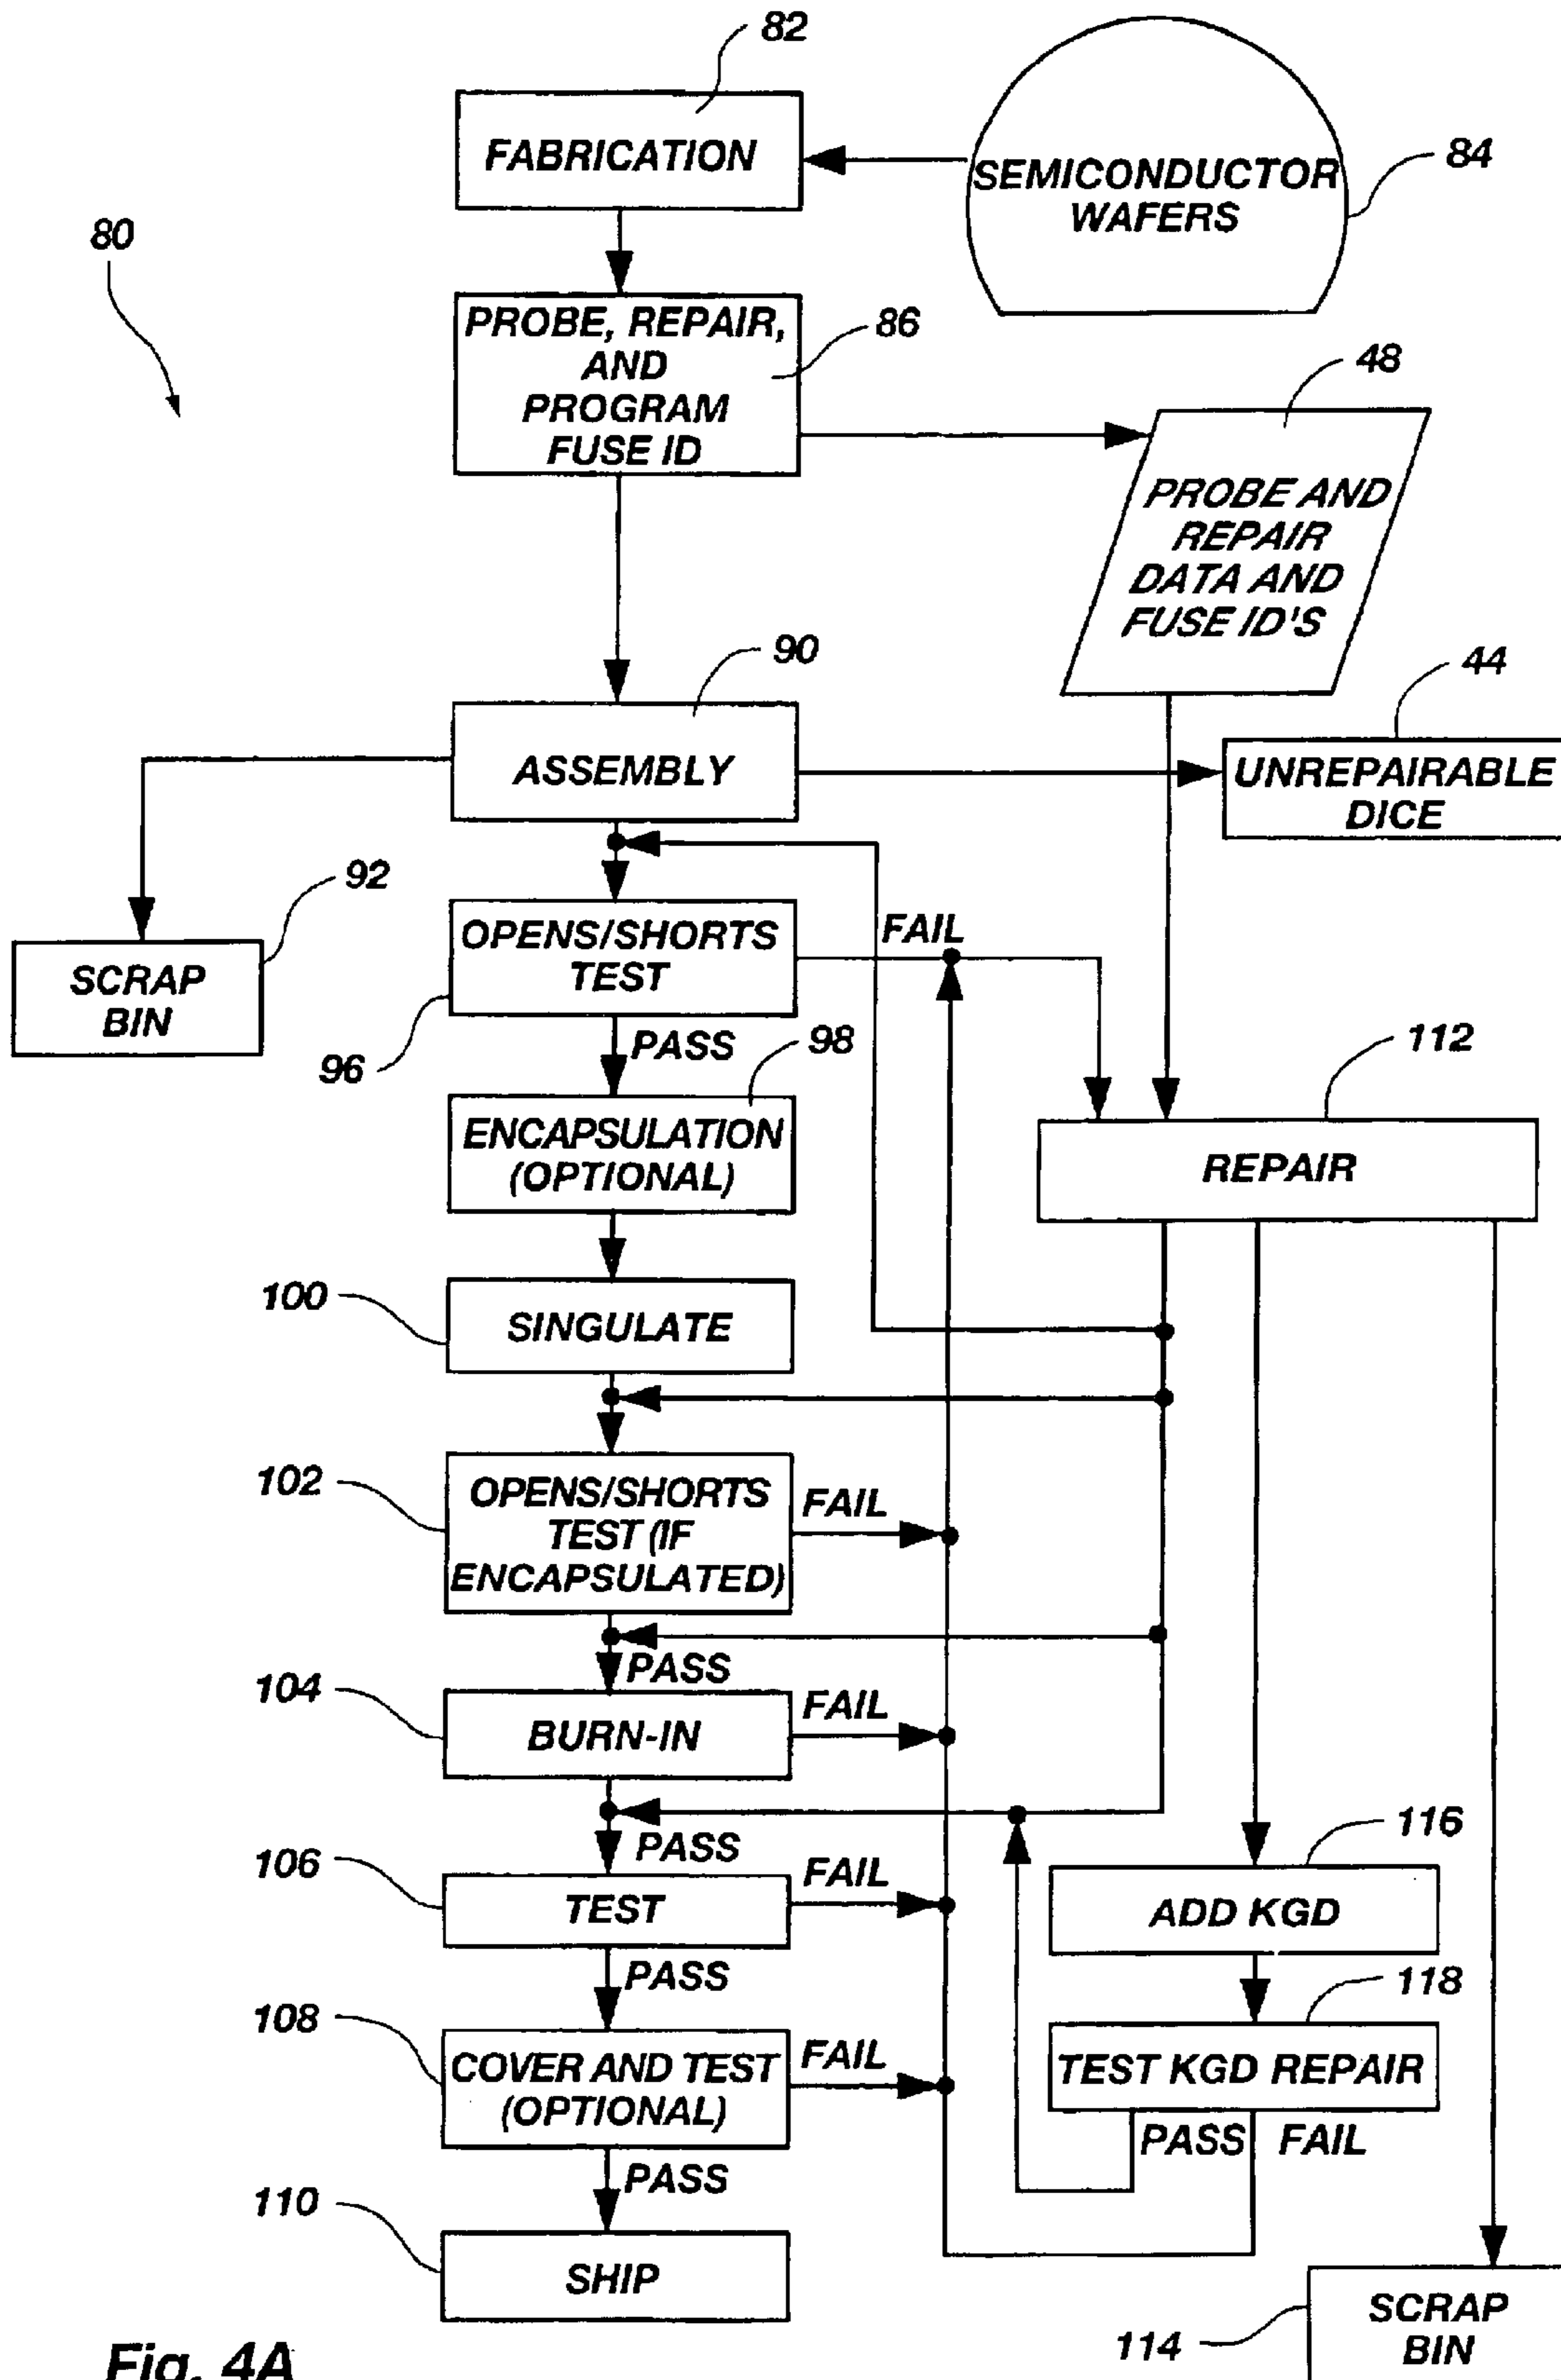 82
FABRICATION
SEMICONDUCTOR
WAFERS
84
80
PROBE, REPAIR,
AND
PROGRAM
FUSE ID
86
48
PROBE AND
REPAIR
DATA AND
FUSE ID'S
90
44
ASSEMBLY
UNREPAIRABLE
DICE
92
SCRAP
BIN
OPENS/SHORTS
TEST
FAIL
96
PASS
98
112
ENCAPSULATION
(OPTIONAL)
REPAIR
100
SINGULATE
102
OPENS/SHORTS
TEST (IF
ENCAPSULATED)
FAIL
PASS
104
BURN-IN
FAIL
PASS
106
TEST
FAIL
116
ADD KGD
PASS
118
108
COVER AND TEST
(OPTIONAL)
FAIL
TEST KGD REPAIR
PASS
FAIL
PASS
110
SHIP
114
SCRAP
BIN
Fig. 4A